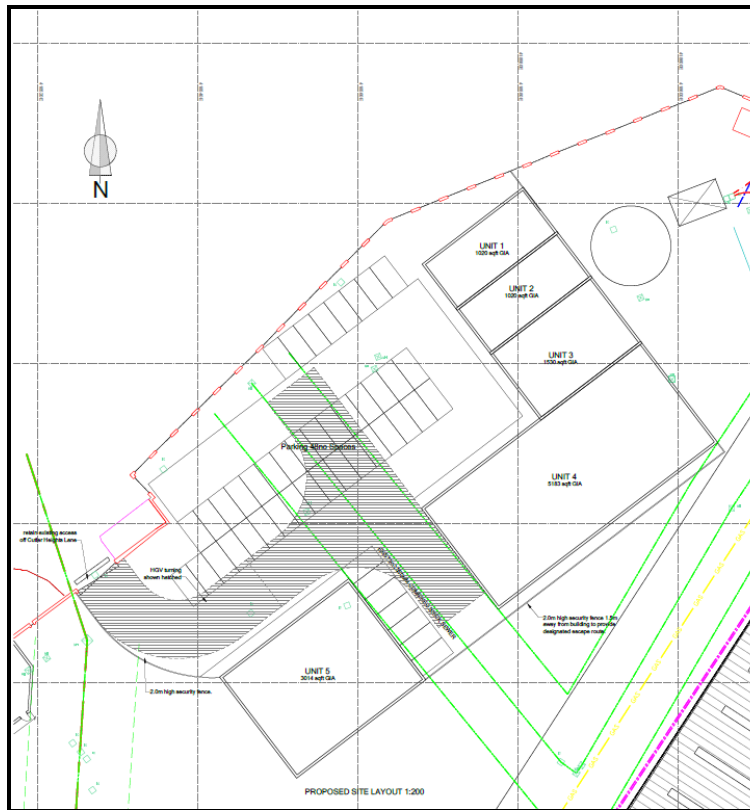 N
UNIT 1
1020 sqft GIA
UNIT 2
1020 sqft GIA
UNIT 3
1530 sqft GIA
UNIT 4
5183 sqft GIA
Parking 48no Spaces
retain existing access
off Cutler Heights Lane
HGV turning
shown hatched
2.0m high security fence 1.5m
away from building to provide
designated escape route.
UNIT 5
3014 sqft GIA
2.0m high security fence.
PROPOSED SITE LAYOUT 1:200